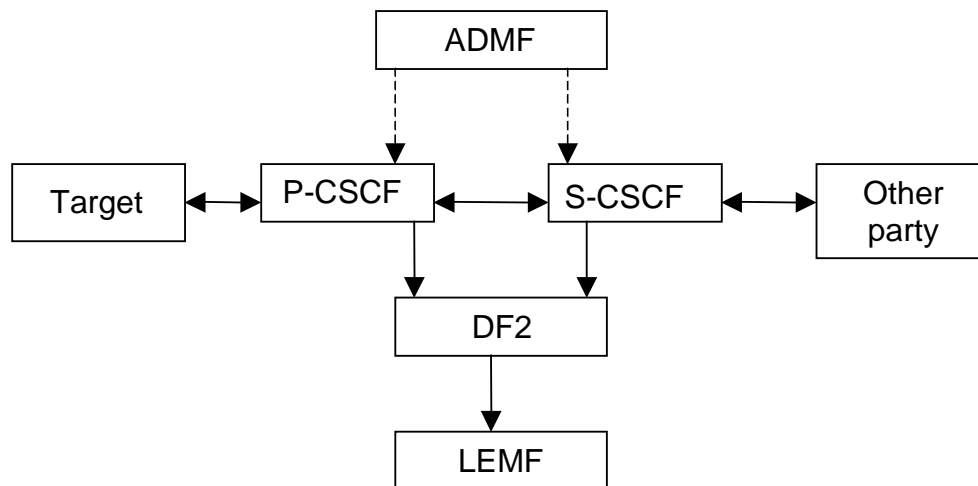 ADMF
Target
P-CSCF
S-CSCF
Other
party
DF2
LEMF